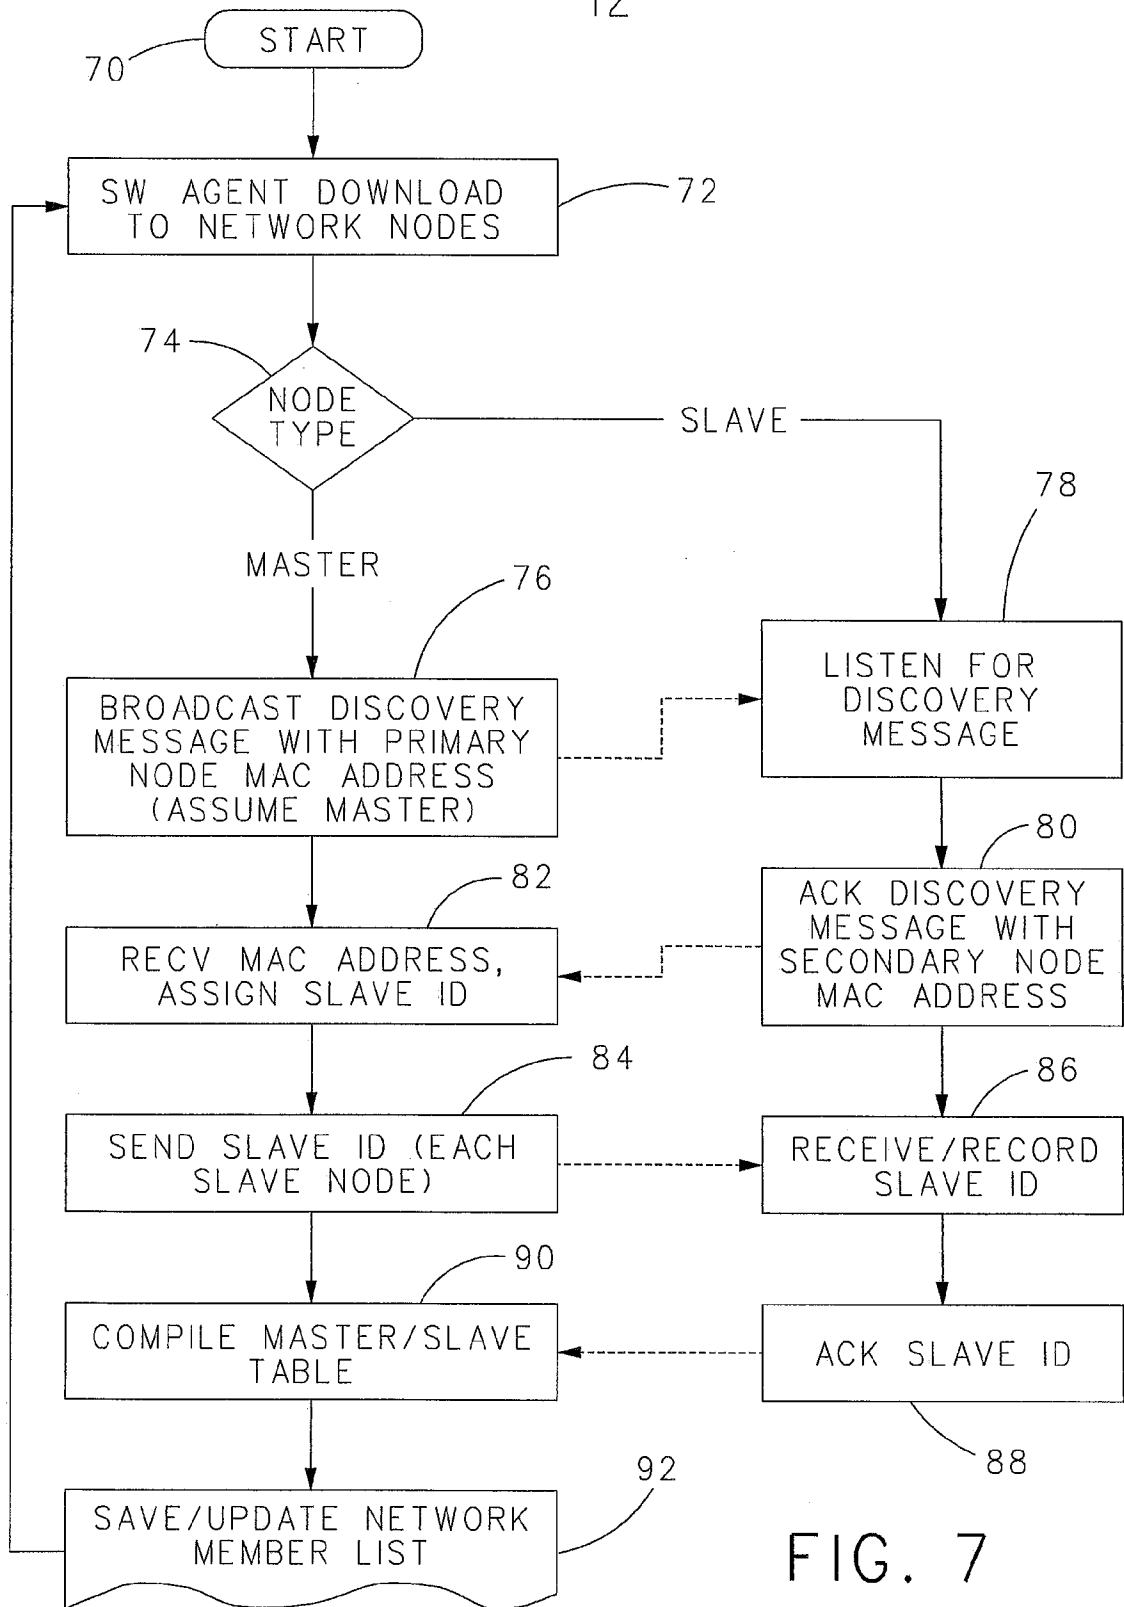 12
START
70
SW AGENT DOWNLOAD
TO NETWORK NODES
72
74
NODE
TYPE
SLAVE
78
MASTER
76
LISTEN FOR
DISCOVERY
MESSAGE
BROADCAST DISCOVERY
MESSAGE WITH PRIMARY
NODE MAC ADDRESS
(ASSUME MASTER)
80
82
ACK DISCOVERY
MESSAGE WITH
SECONDARY NODE
MAC ADDRESS
RECV MAC ADDRESS,
ASSIGN SLAVE ID
84
86
SEND SLAVE ID (EACH
SLAVE NODE)
RECEIVE/RECORD
SLAVE ID
90
COMPILE MASTER/SLAVE
TABLE
ACK SLAVE ID
88
92
SAVE/UPDATE NETWORK
MEMBER LIST
FIG. 7